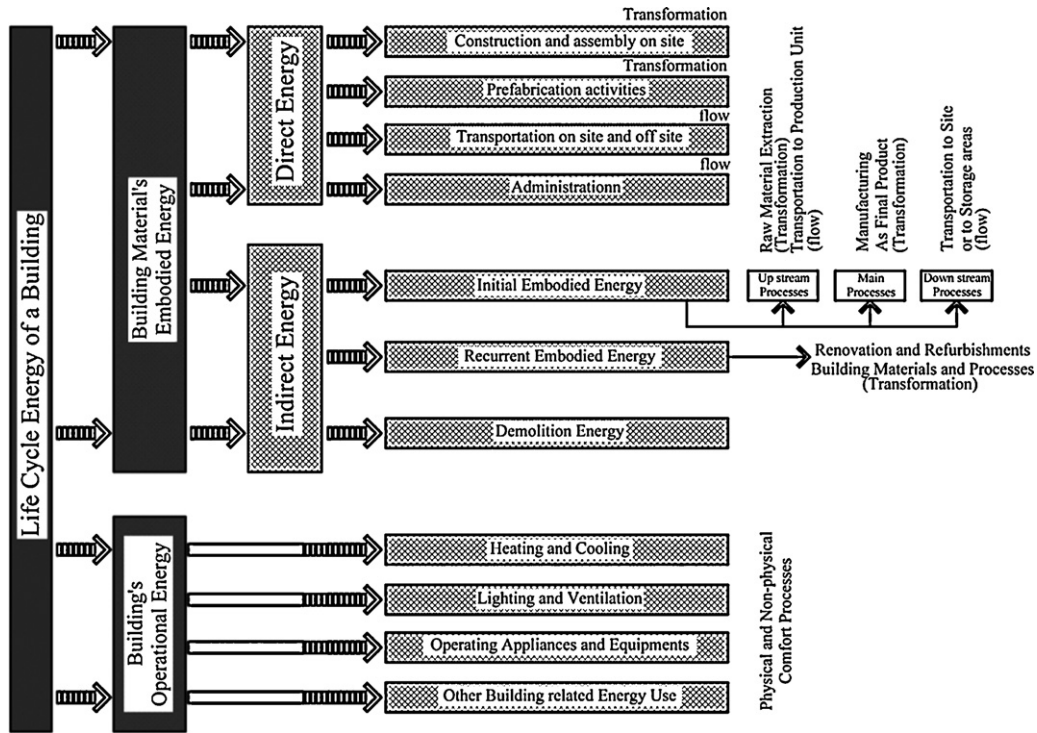 Life Cycle Energy of a Building
Building Material's
Embodied Energy
Direct Energy
Transformation
Construction and assembly on site
Transformation
Prefabrication activities
flow
Transportation on site and off site
flow
Administrationn
Indirect Energy
Initial Embodied Energy
Raw Material Extraction
(Transformation)
Transportation to Production Unit
(flow)
Up stream
Processes
Manufacturing
As Final Product
(Transformation)
Main
Processes
Transportation to Site
or to Storage areas
(flow)
Down stream
Processes
Recurrent Embodied Energy
Renovation and Refurbishments
Building Materials and Processes
(Transformation)
Demolition Energy
Building's
Operational Energy
Heating and Cooling
Lighting and Ventilation
Operating Appliances and Equipments
Other Building related Energy Use
Physical and Non-physical
Comfort Processes